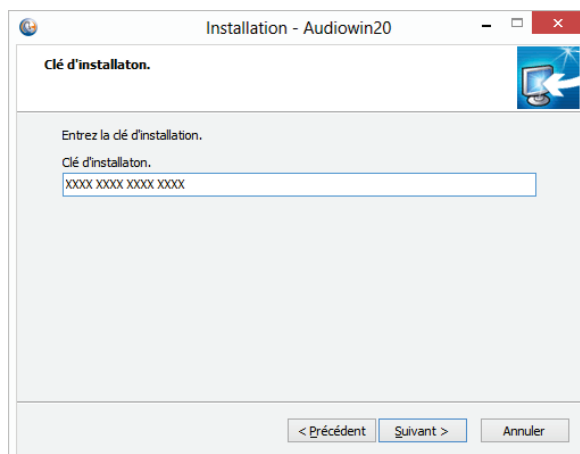 Installation - Audiowin20
Clé d'installaton.
Entrez la clé d'installation.
Clé d'installaton.
XXXX XXXX XXXX XXXX
< Précédent Suivant > Annuler